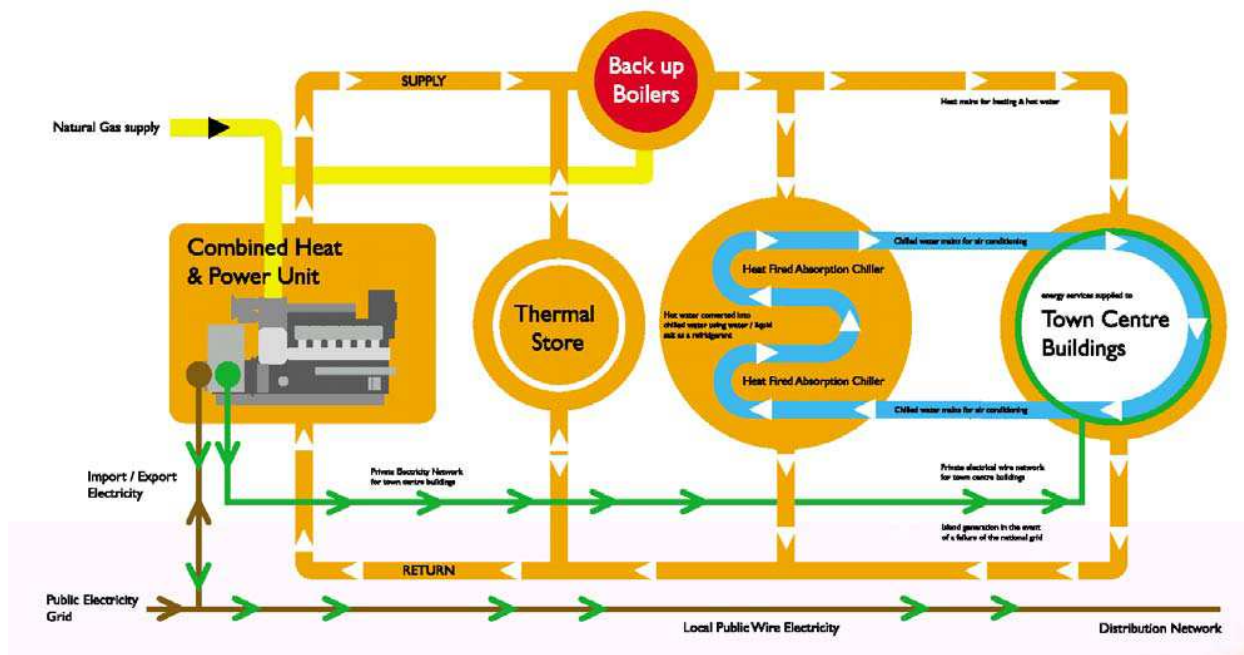 Back up
Boilers
SUPPLY
Heat mains for heating & hot water
Natural Gas supply
Combined Heat
& Power Unit
Chilled water mains for air conditioning
Heat Fired Absorption Chiller
energy services supplied to
Thermal
Store
Hot water converted into
chilled water using water / liquid
salt as a refrigerant
Town Centre
Buildings
Heat Fired Absorption Chiller
Chilled water mains for air conditioning
Import / Export
Electricity
Private Electricity Network
for town centre buildings
Private electrical wire network
for town centre buildings
Island generation in the event
of a failure of the national grid
RETURN
Public Electricity
Grid
Local Public Wire Electricity
Distribution Network